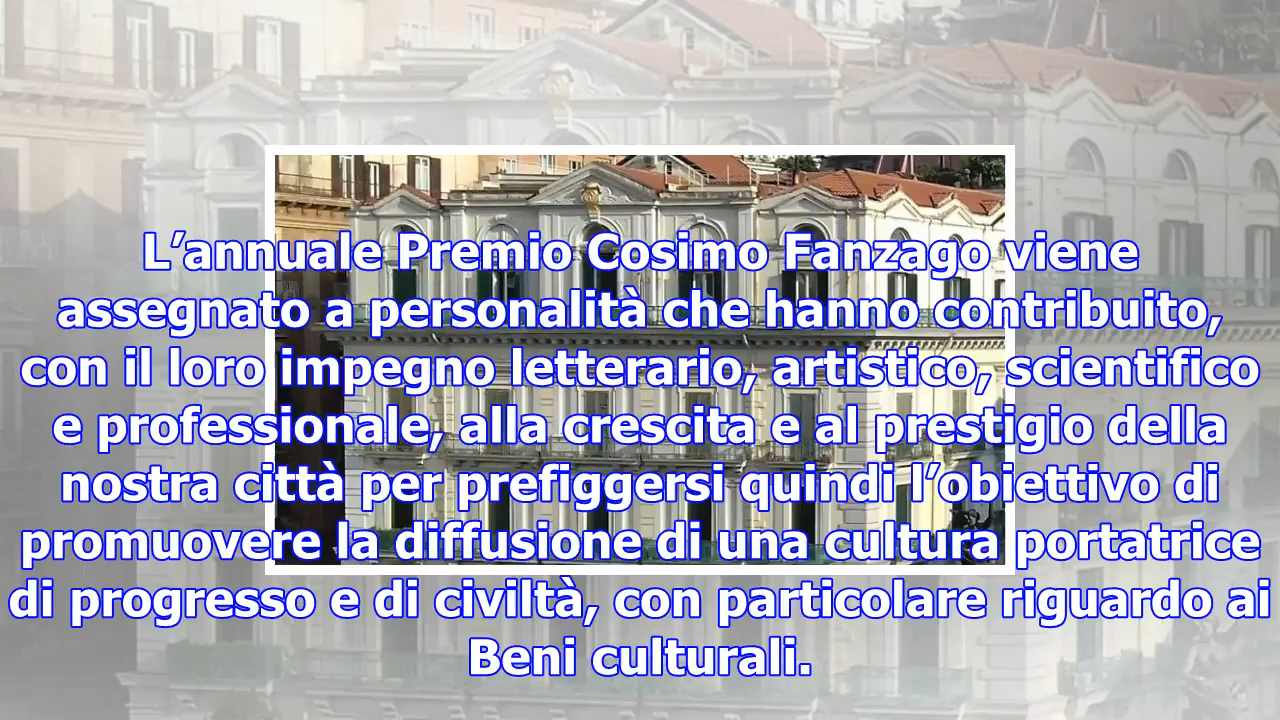 L’annuale Premio Cosimo Fanzago viene
assegnato a personalità che hanno contribuito,
con il loro impegno letterario, artistico, scientifico
e professionale, alla crescita e al prestigio della
nostra città per prefiggersi quindi l’obiettivo di
promuovere la diffusione di una cultura portatrice
di progresso e di civiltà, con particolare riguardo ai
Beni culturali.